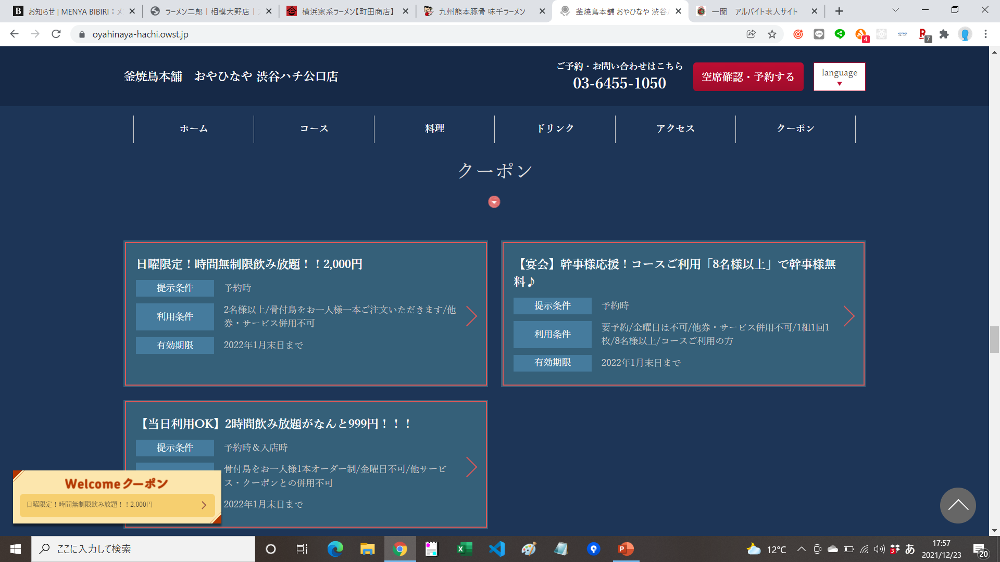 お知らせ | MENYA BIBIRI：メ
ラーメン二郎｜相模大野店｜ス
横浜家系ラーメン【町田商店】
九州熊本豚骨 味千ラーメン
釜焼鳥本舗 おやひなや 渋谷ハ
一蘭　アルバイト求人サイト
oyahinaya-hachi.owst.jp
4
7
釜焼鳥本舗　おやひなや 渋谷ハチ公口店
ご予約・お問い合わせはこちら
03-6455-1050
空席確認・予約する
language
ホーム
コース
料理
ドリンク
アクセス
クーポン
クーポン
日曜限定！時間無制限飲み放題！！2,000円
提示条件
予約時
利用条件
2名様以上/骨付鳥をお一人様一本ご注文いただきます/他
券・サービス併用不可
有効期限
2022年1月末日まで
【宴会】幹事様応援！コースご利用「8名様以上」で幹事様無
料♪
提示条件
予約時
利用条件
要予約/金曜日は不可/他券・サービス併用不可/1組1回1
枚/8名様以上/コースご利用の方
有効期限
2022年1月末日まで
【当日利用OK】2時間飲み放題がなんと999円！！！
提示条件
予約時＆入店時
骨付鳥をお一人様1本オーダー制/金曜日不可/他サービ
ス・クーポンとの併用不可
2022年1月末日まで
Welcomeクーポン
日曜限定！時間無制限飲み放題！！2,000円
ここに入力して検索
12°C
3
あ
17:57
2021/12/23
20